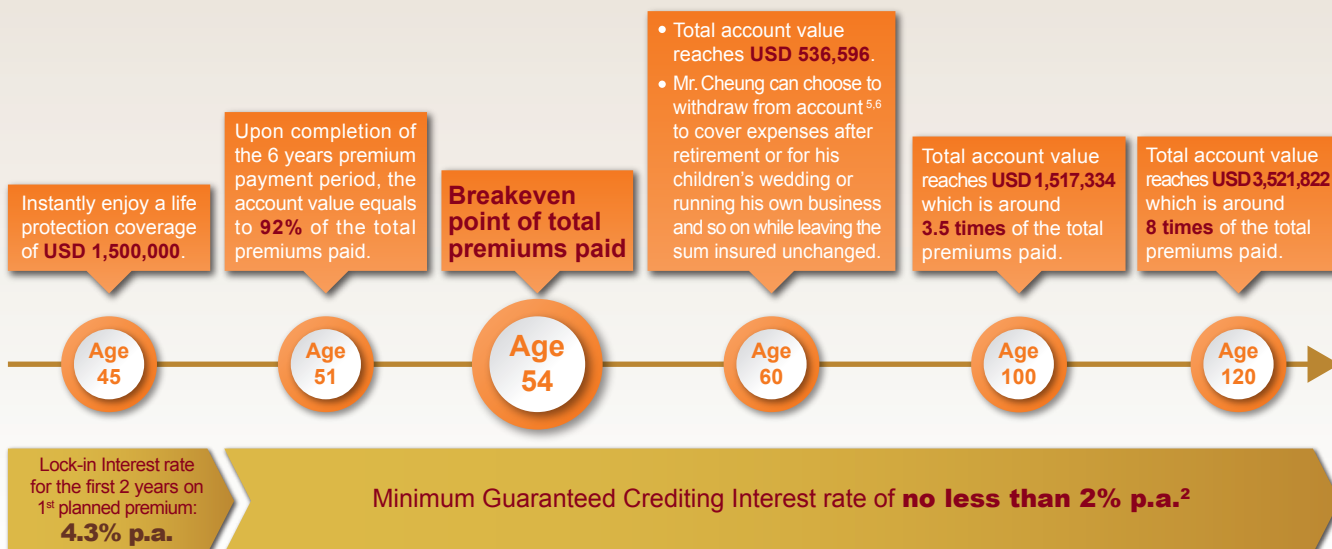 Instantly enjoy a life
protection coverage
of USD 1,500,000.
Upon completion of
the 6 years premium
payment period, the
account value equals
to 92% of the total
premiums paid.
Breakeven
point of total
premiums paid
• Total account value
reaches USD 536,596.
• Mr. Cheung can choose to
withdraw from account 5,6
to cover expenses after
retirement or for his
children's wedding or
running his own business
and so on while leaving the
sum insured unchanged.
Total account value
reaches USD 1,517,334
which is around
3.5 times of the total
premiums paid.
Total account value
reaches USD 3,521,822
which is around
8 times of the total
premiums paid.
Age
45
Age
51
Age
54
Age
60
Age
100
Age
120
Lock-in Interest rate
for the first 2 years on
1st planned premium:
4.3% p.a.
Minimum Guaranteed Crediting Interest rate of no less than 2% p.a.2